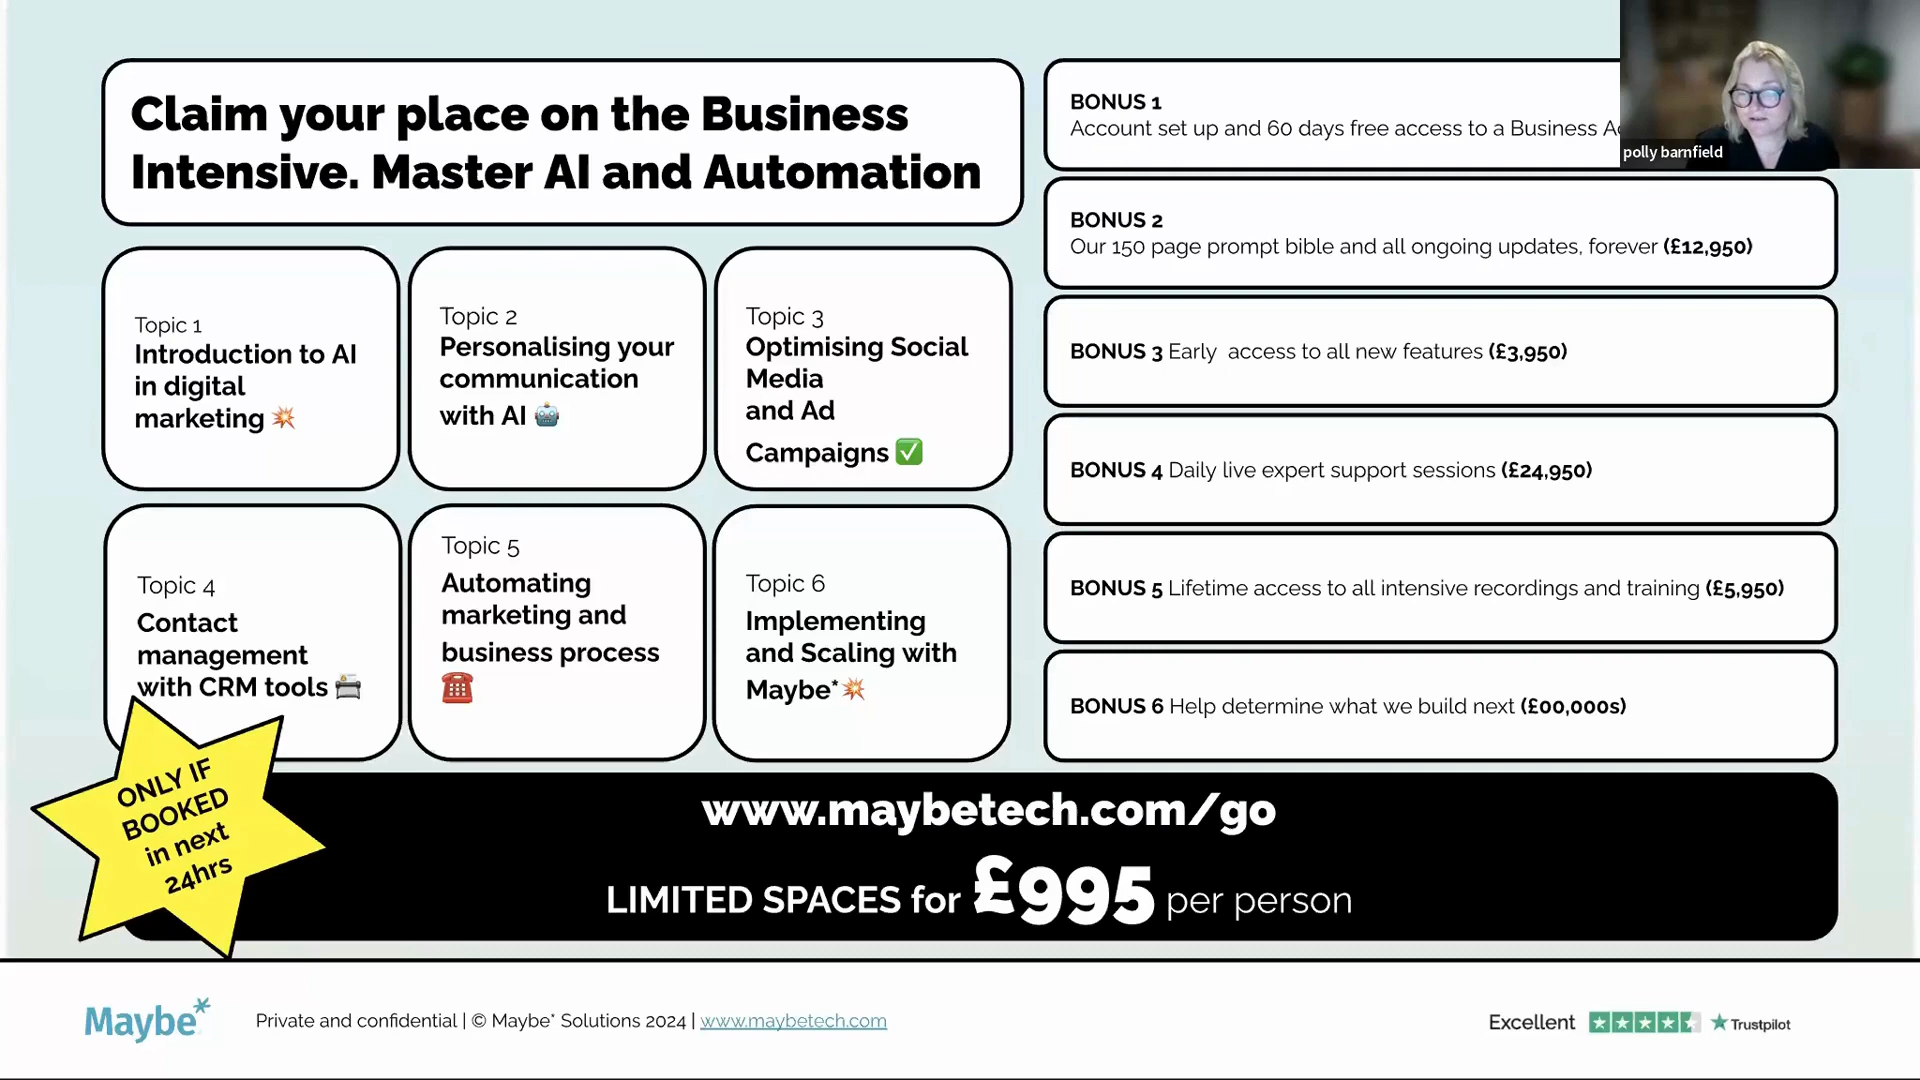 Claim your place on the Business
Intensive. Master AI and Automation
Topic 1
Introduction to AI
in digital
marketing 💥
Topic 2
Personalising your
communication
with AI 🤖
Topic 3
Optimising Social
Media
and Ad
Campaigns ✅
Topic 4
Contact
management
with CRM tools 📇
Topic 5
Automating
marketing and
business process
☎️
Topic 6
Implementing
and Scaling with
Maybe*💥
BONUS 1
Account set up and 60 days free access to a Business
polly barnfield
BONUS 2
Our 150 page prompt bible and all ongoing updates, forever (£12,950)
BONUS 3 Early access to all new features (£3,950)
BONUS 4 Daily live expert support sessions (£24,950)
BONUS 5 Lifetime access to all intensive recordings and training (£5,950)
BONUS 6 Help determine what we build next (£00,000s)
ONLY IF
BOOKED
in next
24hrs
www.maybetech.com/go
LIMITED SPACES for £995 per person
Maybe*
Private and confidential | © Maybe* Solutions 2024 | www.maybetech.com
Excellent
Trustpilot